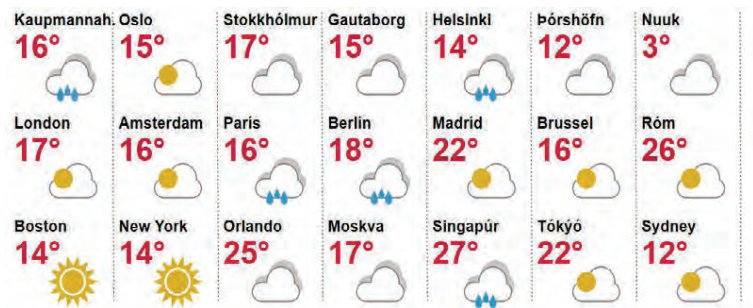 Kaupmannah. Oslo Stokkhólmur Gautaborg Helsinki Þórshöfn Nuuk
16° 15° 17° 15° 14° 12° 3°
London Amsterdam Paris Berlín Madríd Brussel Róm
17° 16° 16° 18° 22° 16° 26°
Boston New York Orlando Moskva Singapúr Tókýó Sydney
14° 14° 25° 17° 27° 22° 12°